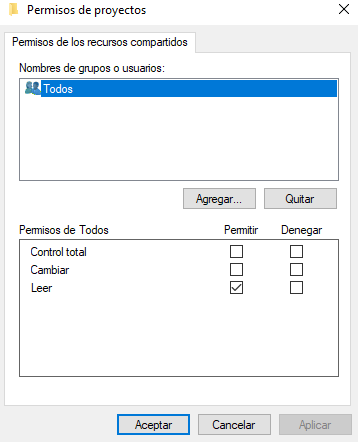 Permisos de proyectos
Permisos de los recursos compartidos
Nombres de grupos o usuarios:
Todos
Agregar... Quitar
Permisos de Todos Permitir Denegar
Control total
Cambiar
Leer
Aceptar Cancelar Aplicar